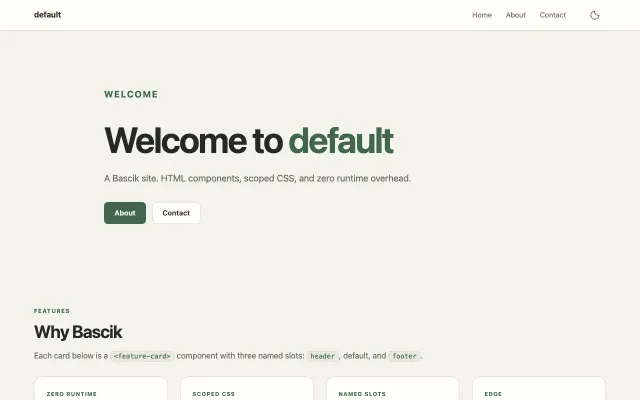 default
Home About Contact
WELCOME
Welcome to default
A Bascik site. HTML components, scoped CSS, and zero runtime overhead.
About Contact
FEATURES
Why Bascik
Each card below is a <feature-card> component with three named slots: header, default, and footer.
ZERO RUNTIME SCOPED CSS NAMED SLOTS EDGE